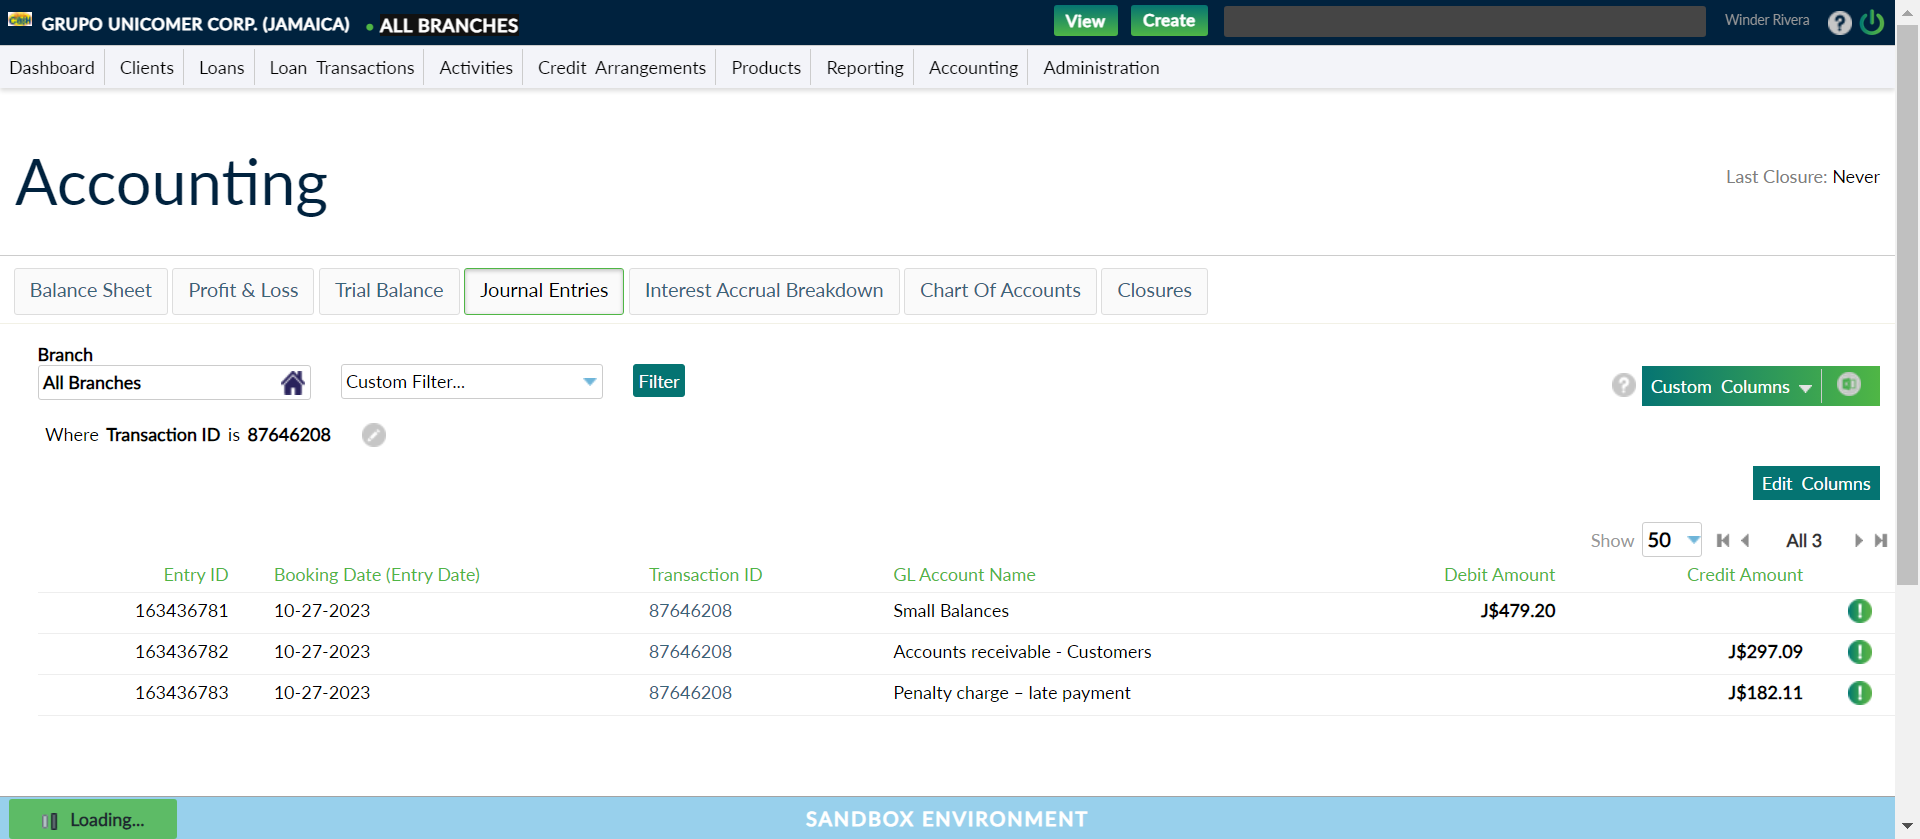 GRUPO UNICOMER CORP. (JAMAICA) • ALL BRANCHES View Create Winder Rivera ?
Dashboard Clients Loans Loan Transactions Activities Credit Arrangements Products Reporting Accounting Administration
Accounting
Last Closure: Never
Balance Sheet Profit & Loss Trial Balance Journal Entries Interest Accrual Breakdown Chart Of Accounts Closures
Branch
All Branches Custom Filter... Filter ? Custom Columns
Where Transaction ID is 87646208
Edit Columns
Show 50 All 3
Entry ID Booking Date (Entry Date) Transaction ID GL Account Name Debit Amount Credit Amount
163436781 10-27-2023 87646208 Small Balances J$479.20
163436782 10-27-2023 87646208 Accounts receivable - Customers J$297.09
163436783 10-27-2023 87646208 Penalty charge – late payment J$182.11
Loading... SANDBOX ENVIRONMENT